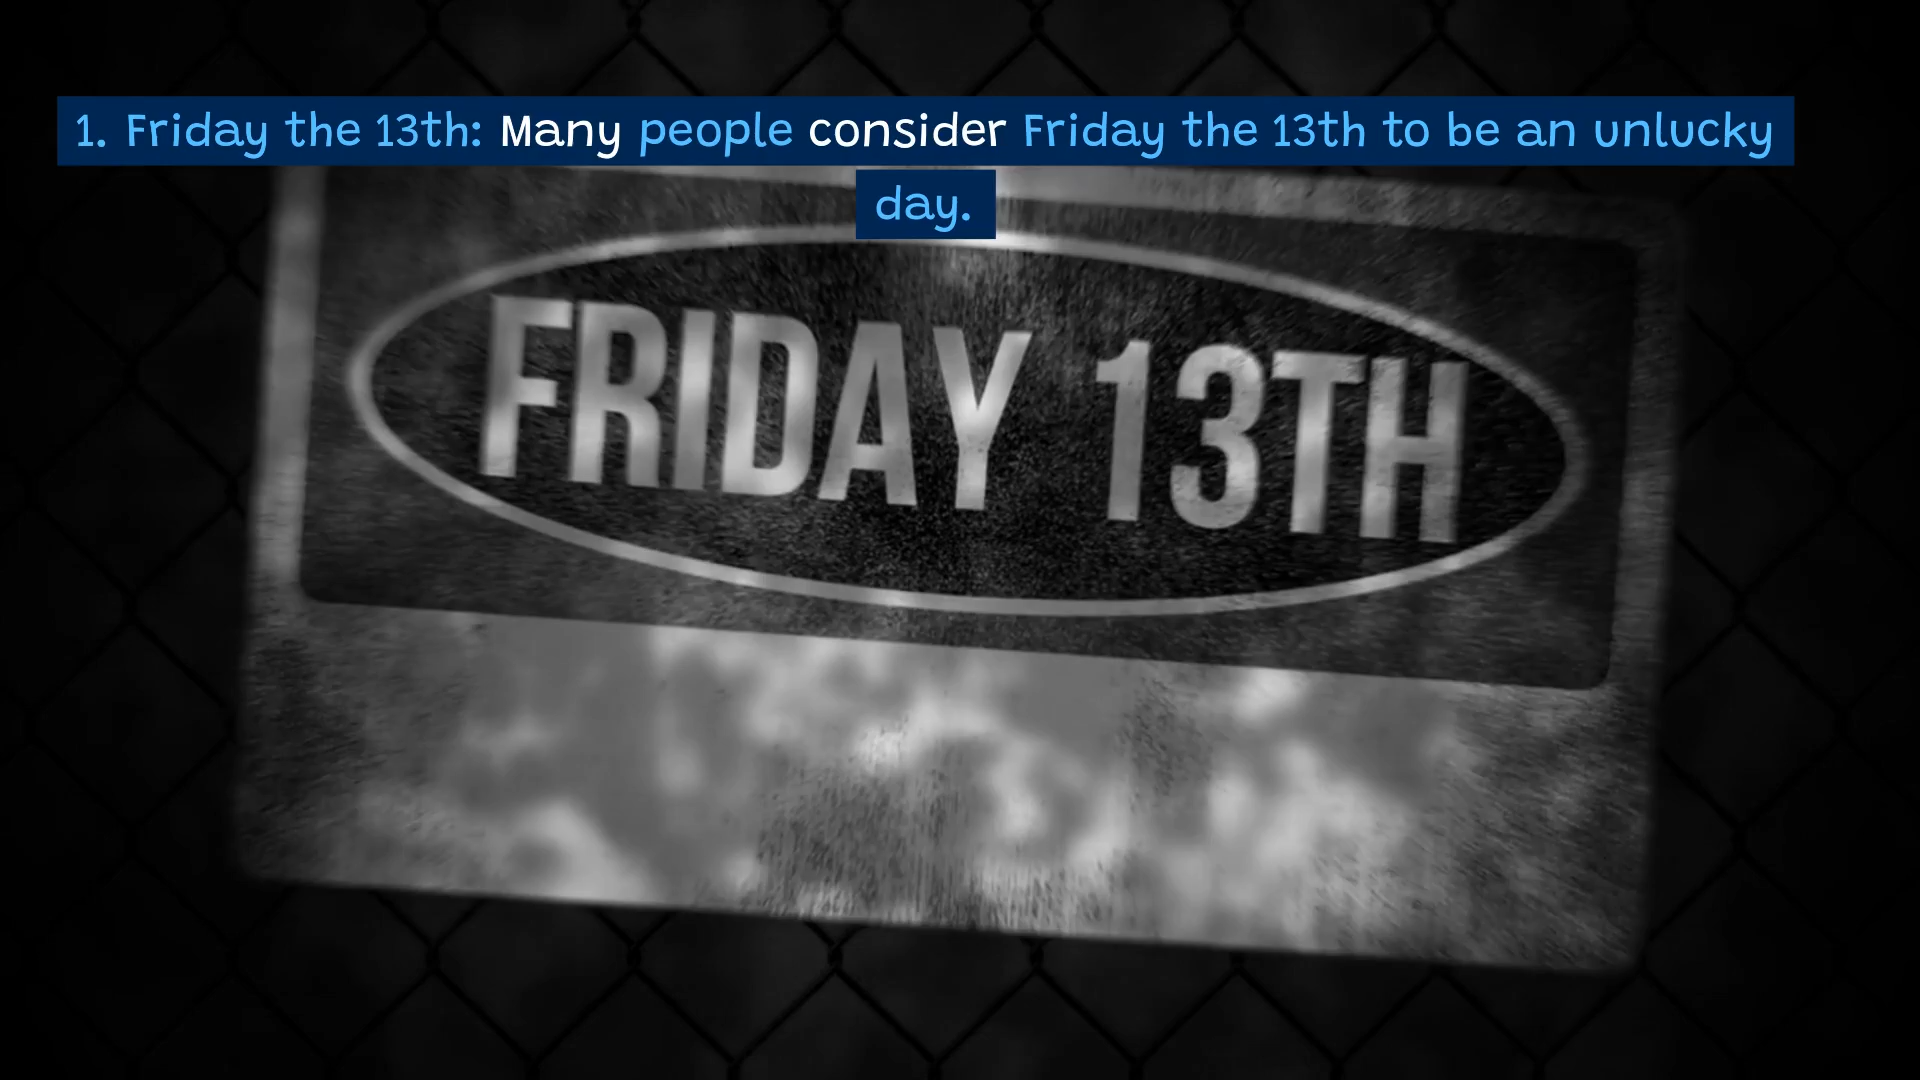 1. Friday the 13th: Many people consider Friday the 13th to be an unlucky
day.
FRIDAY 13TH